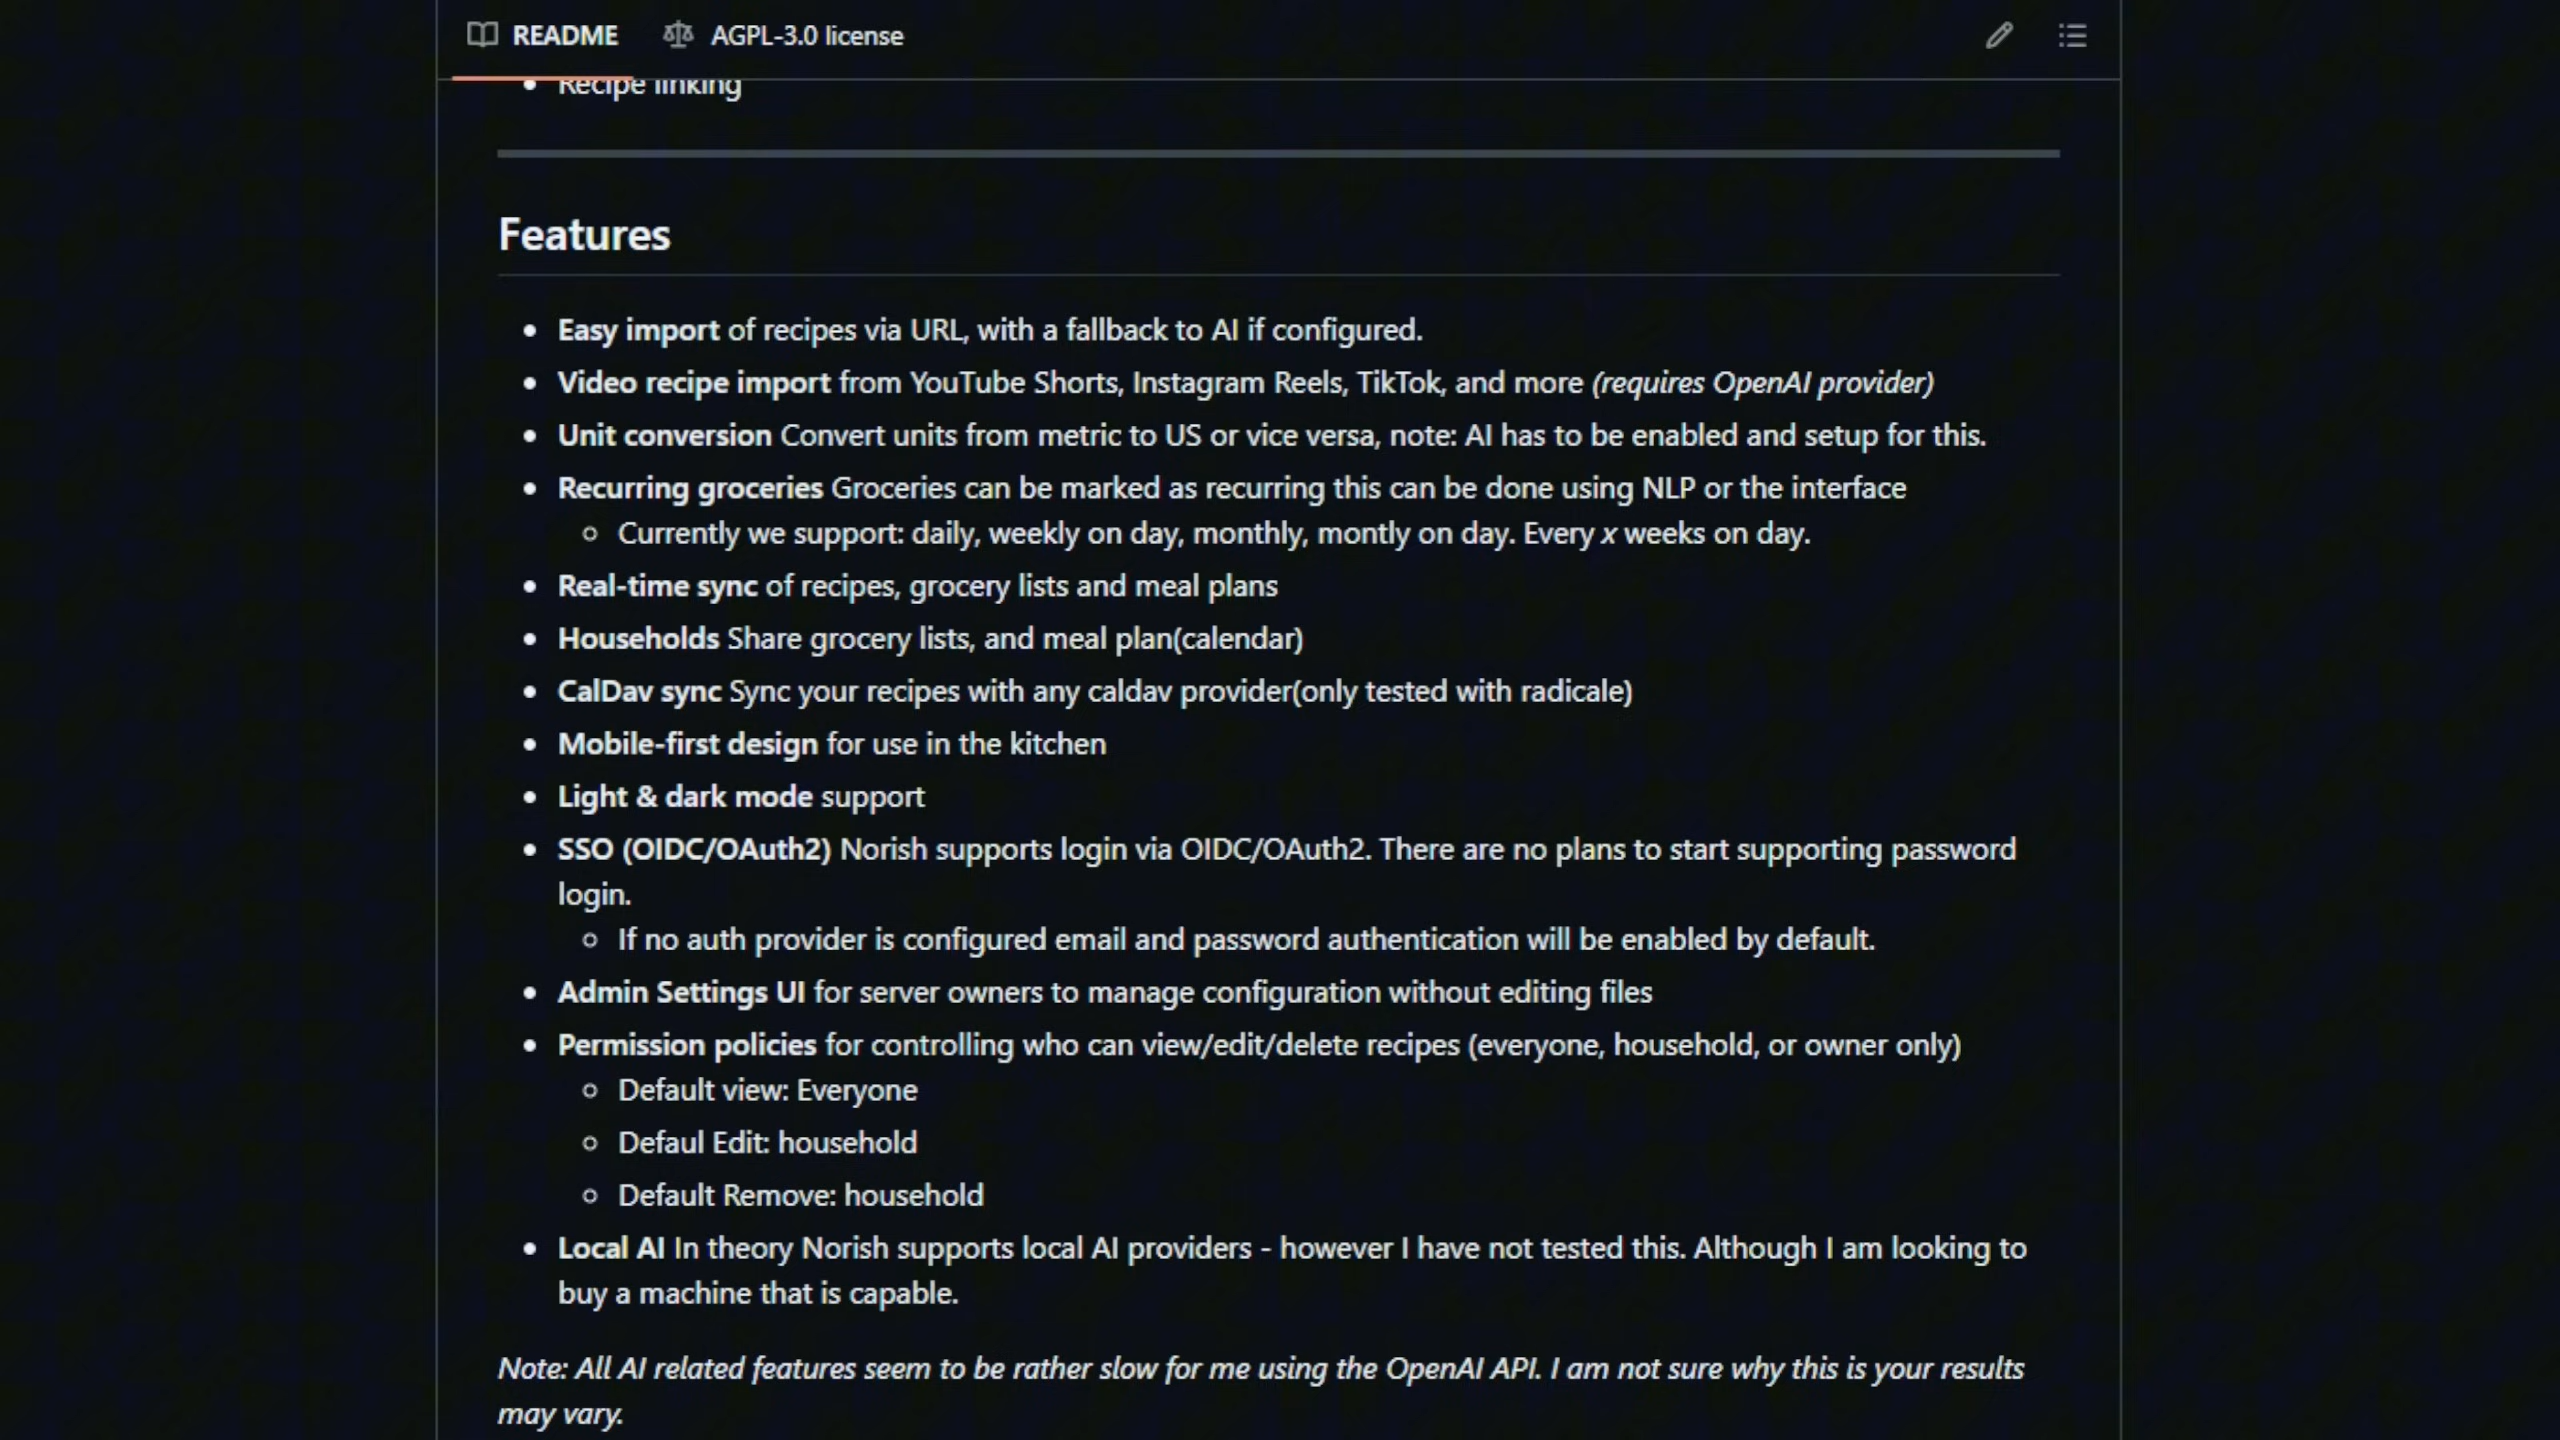 README
AGPL-3.0 license
Recipe linking
Features
Easy import of recipes via URL, with a fallback to AI if configured.
Video recipe import from YouTube Shorts, Instagram Reels, TikTok, and more (requires OpenAI provider)
Unit conversion Convert units from metric to US or vice versa, note: AI has to be enabled and setup for this.
Recurring groceries Groceries can be marked as recurring this can be done using NLP or the interface
Currently we support: daily, weekly on day, monthly, montly on day. Every x weeks on day.
Real-time sync of recipes, grocery lists and meal plans
Households Share grocery lists, and meal plan(calendar)
CalDav sync Sync your recipes with any caldav provider(only tested with radicale)
Mobile-first design for use in the kitchen
Light & dark mode support
SSO (OIDC/OAuth2) Norish supports login via OIDC/OAuth2. There are no plans to start supporting password
login.
If no auth provider is configured email and password authentication will be enabled by default.
Admin Settings UI for server owners to manage configuration without editing files
Permission policies for controlling who can view/edit/delete recipes (everyone, household, or owner only)
Default view: Everyone
Defaul Edit: household
Default Remove: household
Local AI In theory Norish supports local AI providers - however I have not tested this. Although I am looking to
buy a machine that is capable.
Note: All AI related features seem to be rather slow for me using the OpenAI API. I am not sure why this is your results
may vary.